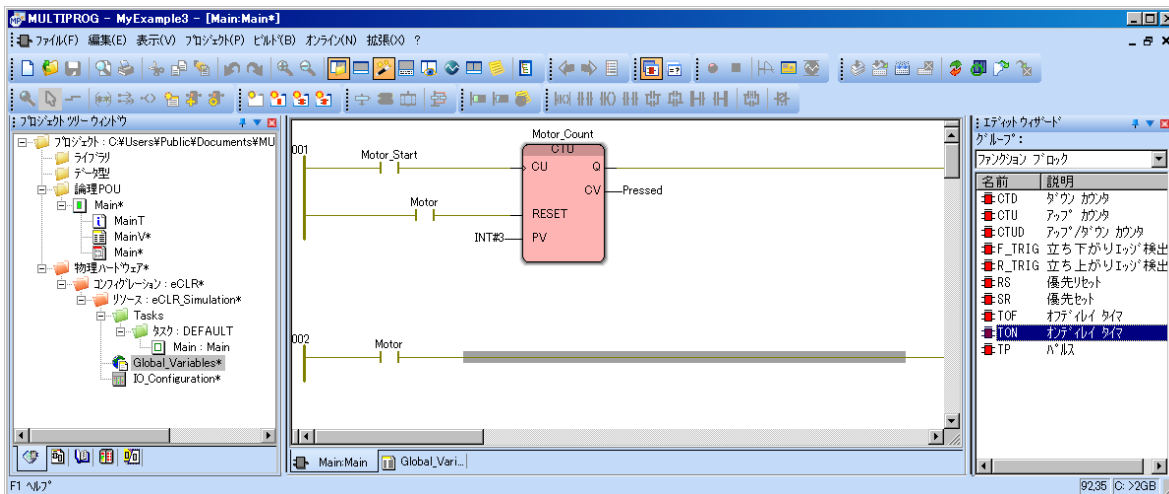 MULTIPROG - MyExample3 - [Main:Main*]
ファイル(F) 編集(E) 表示(V) プロジェクト(P) ビルド(B) オンライン(N) 拡張(X) ?
プロジェクト ツリー ウィンドウ
プロジェクト : C:¥Users¥Public¥Documents¥MU
ライブラリ
データ型
論理POU
Main*
MainT
MainV*
Main*
物理ハードウェア*
コンフィグレーション : eCLR*
リソース : eCLR_Simulation*
Tasks
タスク : DEFAULT
Main : Main
Global_Variables*
IO_Configuration*
001
Motor_Count
CTU
Motor_Start
CU
Q
CV
Pressed
Motor
RESET
INT#3
PV
002
Motor
Main:Main
Global_Vari...
エディット ウィザード
グループ :
ファンクション ブロック
名前 説明
CTD ダウン カウンタ
CTU アップ カウンタ
CTUD アップ/ダウン カウンタ
F_TRIG 立ち下がりエッジ検出
R_TRIG 立ち上がりエッジ検出
RS 優先リセット
SR 優先セット
TOF オフディレイ タイマ
TON オンディレイ タイマ
TP パルス
F1 ヘルプ
92,35 C: >2GB